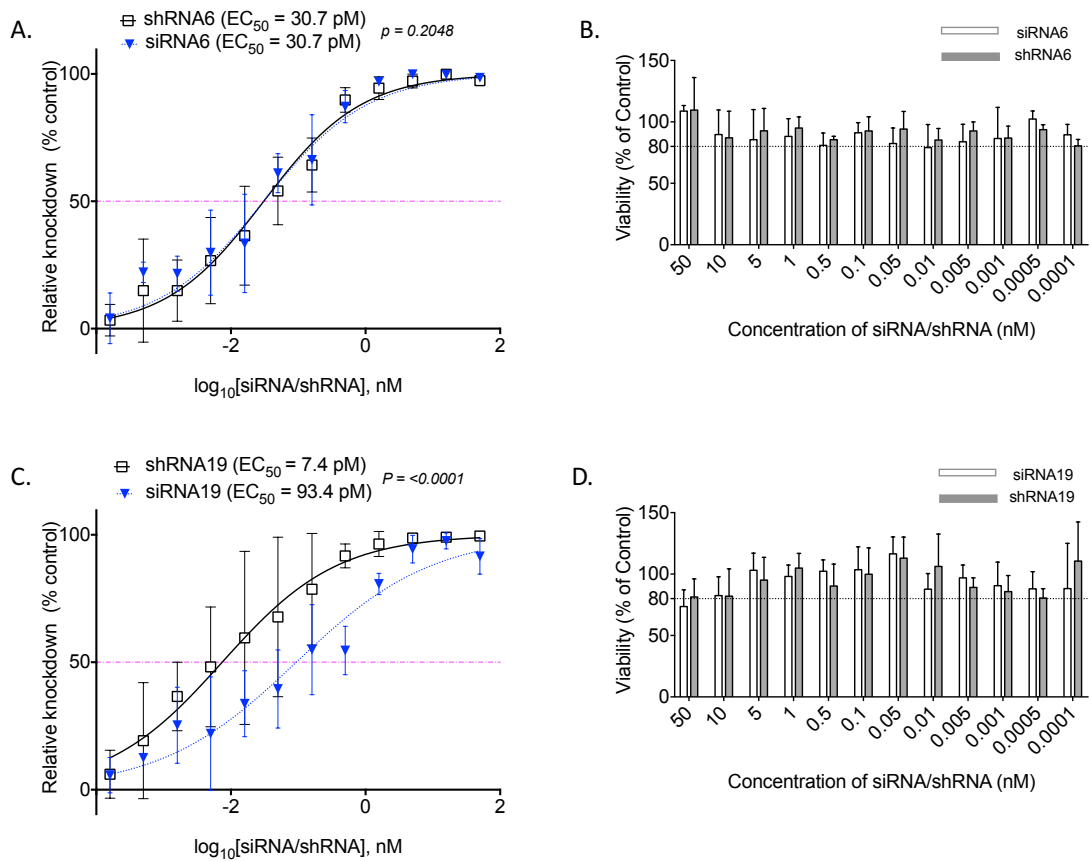 A.
shRNA6 (EC50 = 30.7 pM)
siRNA6 (EC50 = 30.7 pM)
p = 0.2048
Relative knockdown (% control)
100
50
0
-2
0
2
log10[siRNA/shRNA], nM
B.
siRNA6
shRNA6
Viability (% of Control)
150
100
80
50
0
50
10
5
1
0.5
0.1
0.05
0.01
0.005
0.001
0.0005
0.0001
Concentration of siRNA/shRNA (nM)
C.
shRNA19 (EC50 = 7.4 pM)
siRNA19 (EC50 = 93.4 pM)
P = <0.0001
Relative knockdown (% control)
100
50
0
-2
0
2
log10[siRNA/shRNA], nM
D.
siRNA19
shRNA19
Viability (% of Control)
150
100
80
50
0
50
10
5
1
0.5
0.1
0.05
0.01
0.005
0.001
0.0005
0.0001
Concentration of siRNA/shRNA (nM)